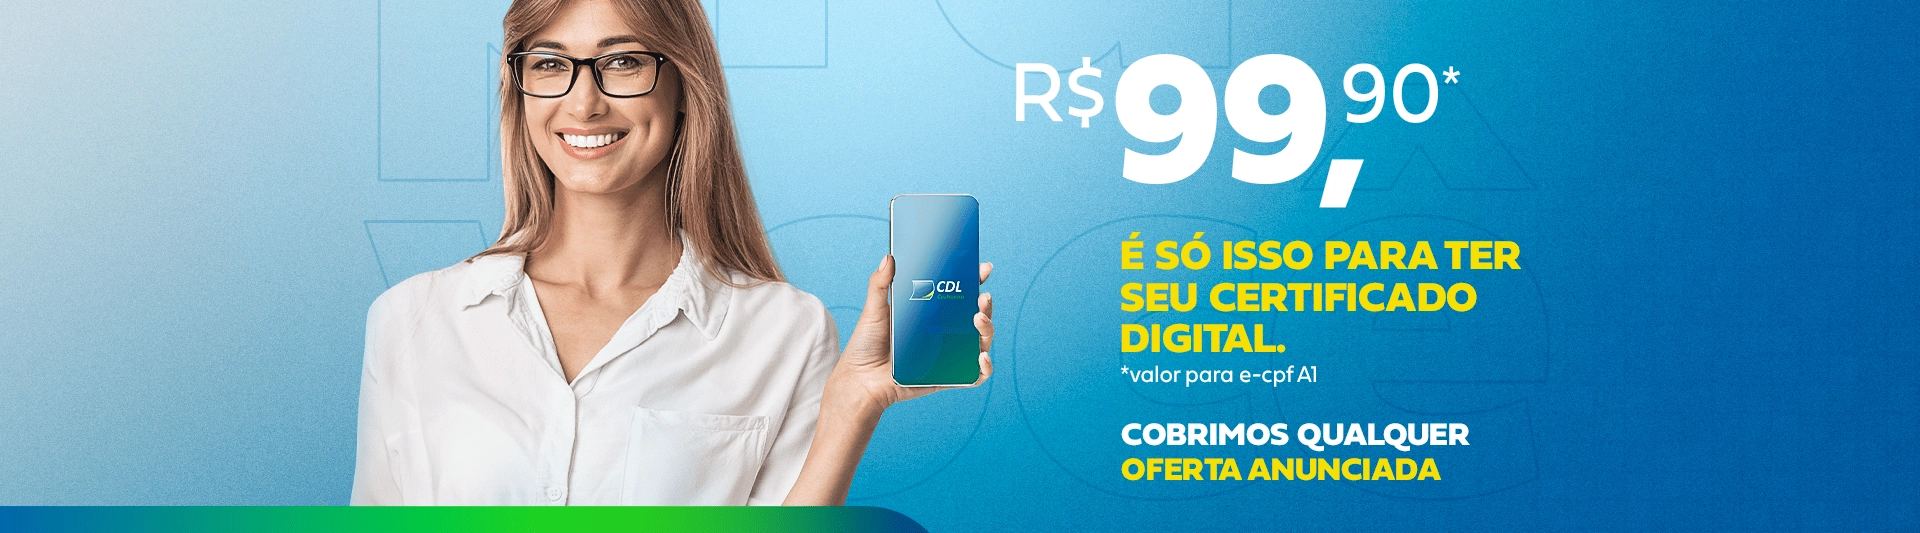 R$99,90*
É SÓ ISSO PARA TER
SEU CERTIFICADO
DIGITAL.
*valor para e-cpf A1
COBRIMOS QUALQUER
OFERTA ANUNCIADA
CDL